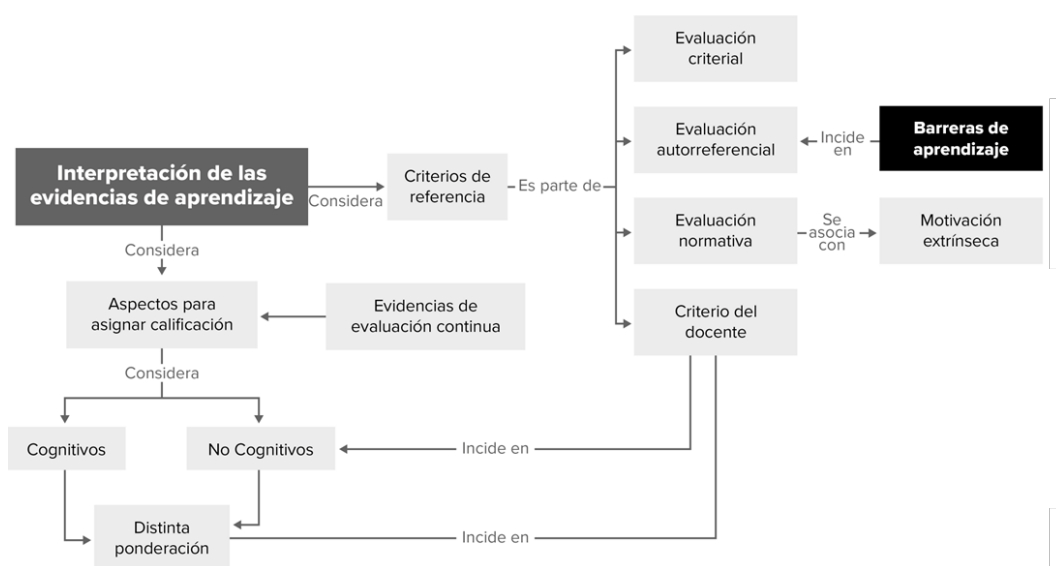 Evaluación
criterial
Evaluación
autorreferencial
Incide
en
Barreras de
aprendizaje
Interpretación de las
evidencias de aprendizaje
Considera
Criterios de
referencia
Es parte de
Evaluación
normativa
Se
asocia
con
Motivación
extrínseca
Considera
Aspectos para
asignar calificación
Evidencias de
evaluación continua
Criterio del
docente
Considera
Cognitivos
No Cognitivos
Incide en
Distinta
ponderación
Incide en